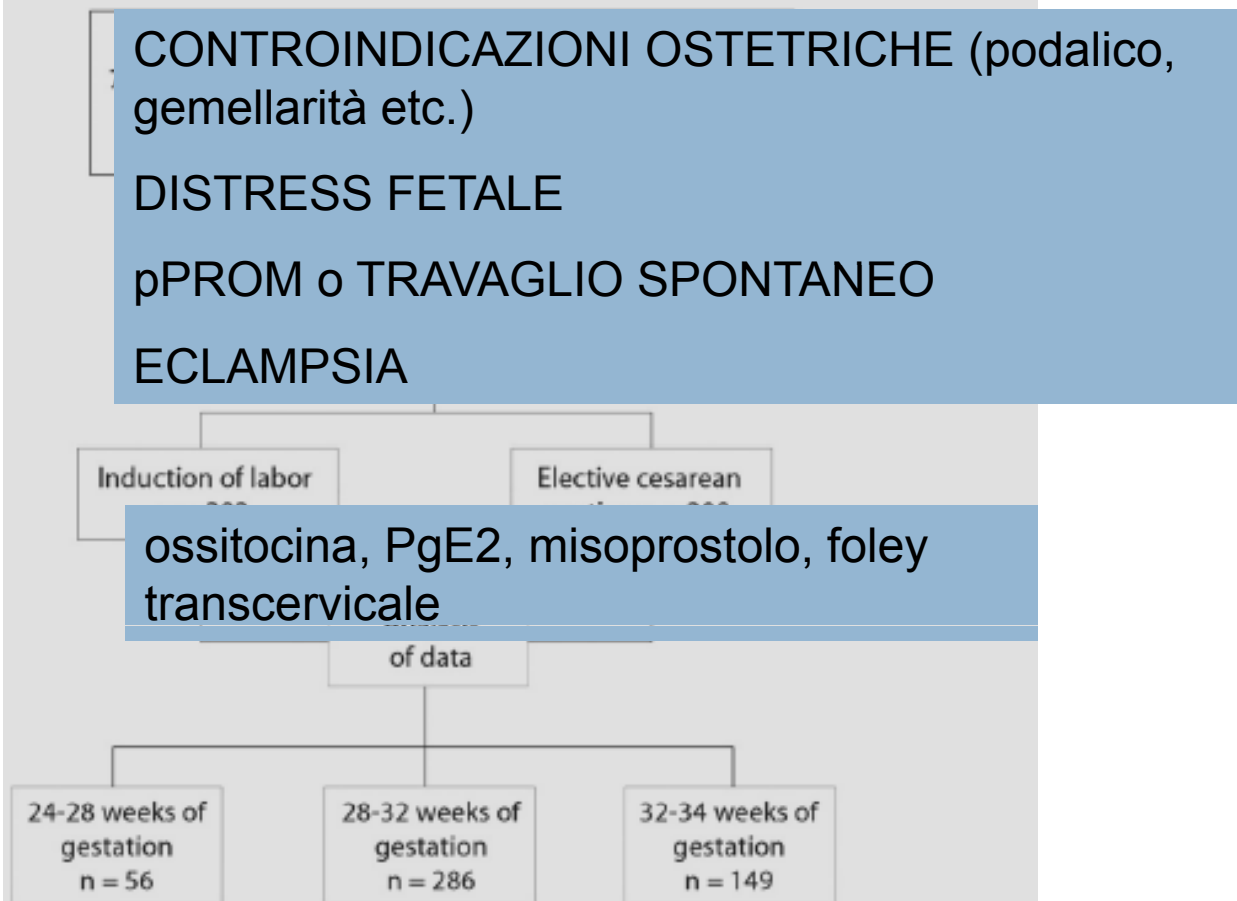 CONTROINDICAZIONI OSTETRICHE (podalico,
gemellarità etc.)
DISTRESS FETALE
pPROM o TRAVAGLIO SPONTANEO
ECLAMPSIA
Induction of labor
Elective cesarean
ossitocina, PgE2, misoprostolo, foley
transcervicale
of data
24-28 weeks of
gestation
n = 56
28-32 weeks of
gestation
n = 286
32-34 weeks of
gestation
n = 149